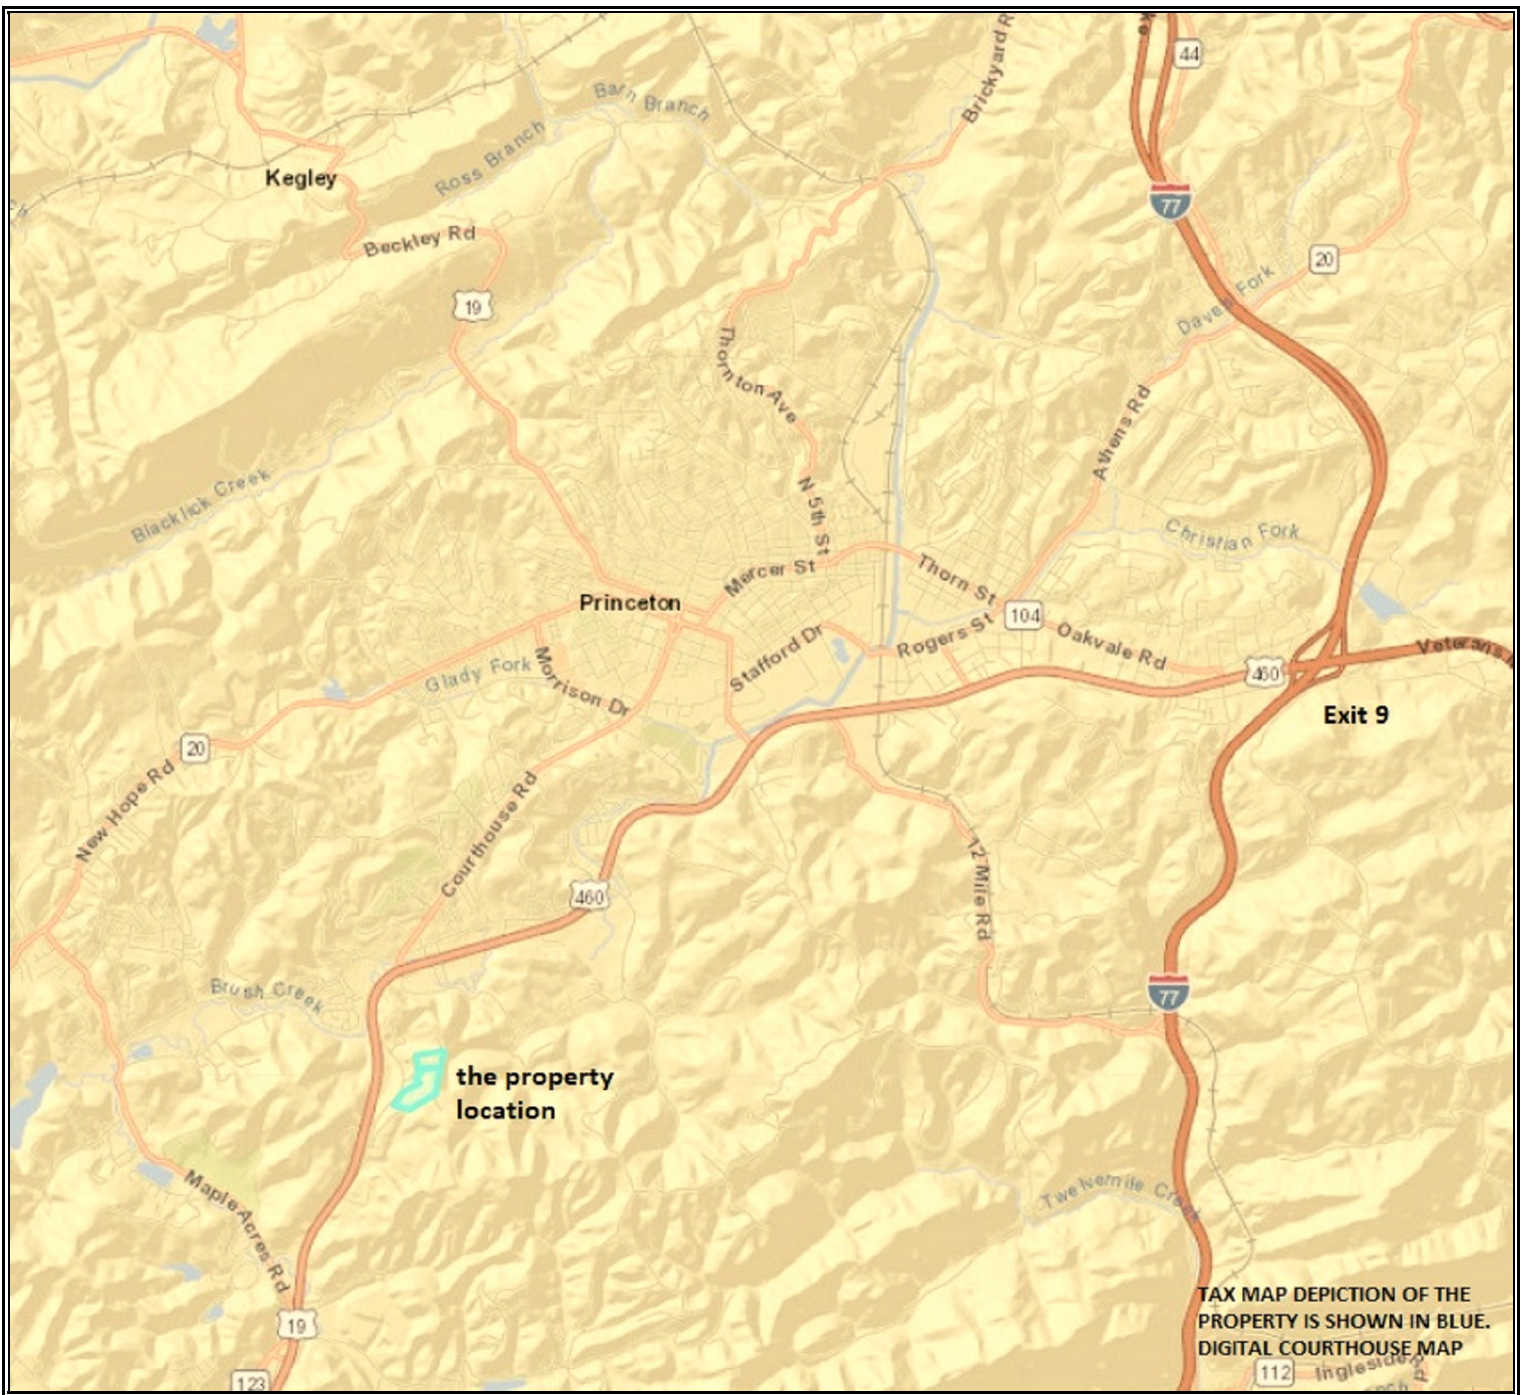 Ke
44
Brickyard R
Barn Branch
Ross Branch
Kegley
77
ch
Beckley Rd
20
Daves Fork
19
Thornton Ave
Athens Rd
Blacklick Creek
N 5th St
Christian Fork
Mercer St
Thorn St
Princeton
104
Stafford Dr
Rogers St
Oakvale Rd
Veterans
Glady Fork
Morrison Dr
460
Exit 9
20
New Hope Rd
Courthouse Rd
460
12 Mile Rd
Brush Creek
77
the property
location
Maple Acres Rd
Twelvemile Creek
TAX MAP DEPICTION OF THE
PROPERTY IS SHOWN IN BLUE.
DIGITAL COURTHOUSE MAP
19
123
112
Ingleside Rd